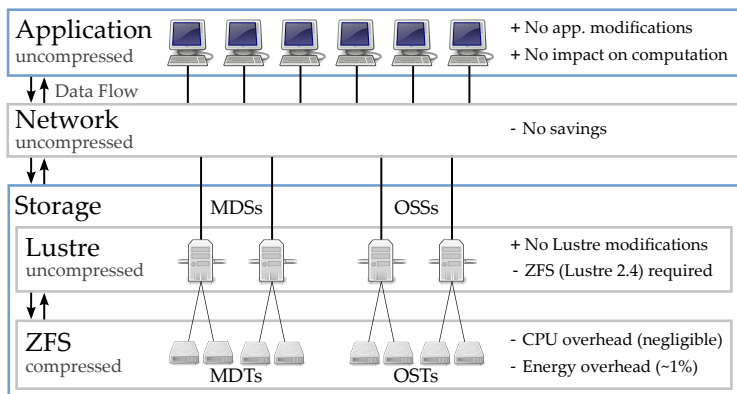 Application
uncompressed
+ No app. modifications
+ No impact on computation
Data Flow
Network
uncompressed
- No savings
Storage
MDSs
OSSs
Lustre
uncompressed
+ No Lustre modifications
- ZFS (Lustre 2.4) required
ZFS
compressed
MDTs
OSTs
- CPU overhead (negligible)
- Energy overhead (~1%)